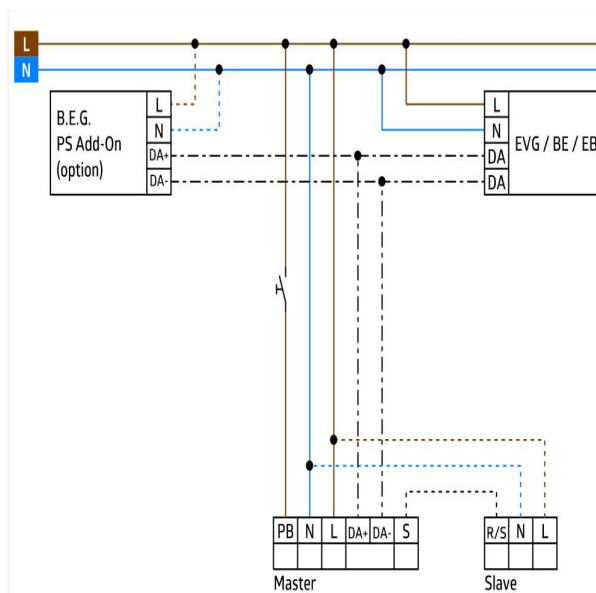 L
N
B.E.G.
PS Add-On
(option)
L
N
DA+
DA-
L
N
DA
DA
EVG / BE / EB
PB N L DA+ DA- S
R/S N L
Master
Slave